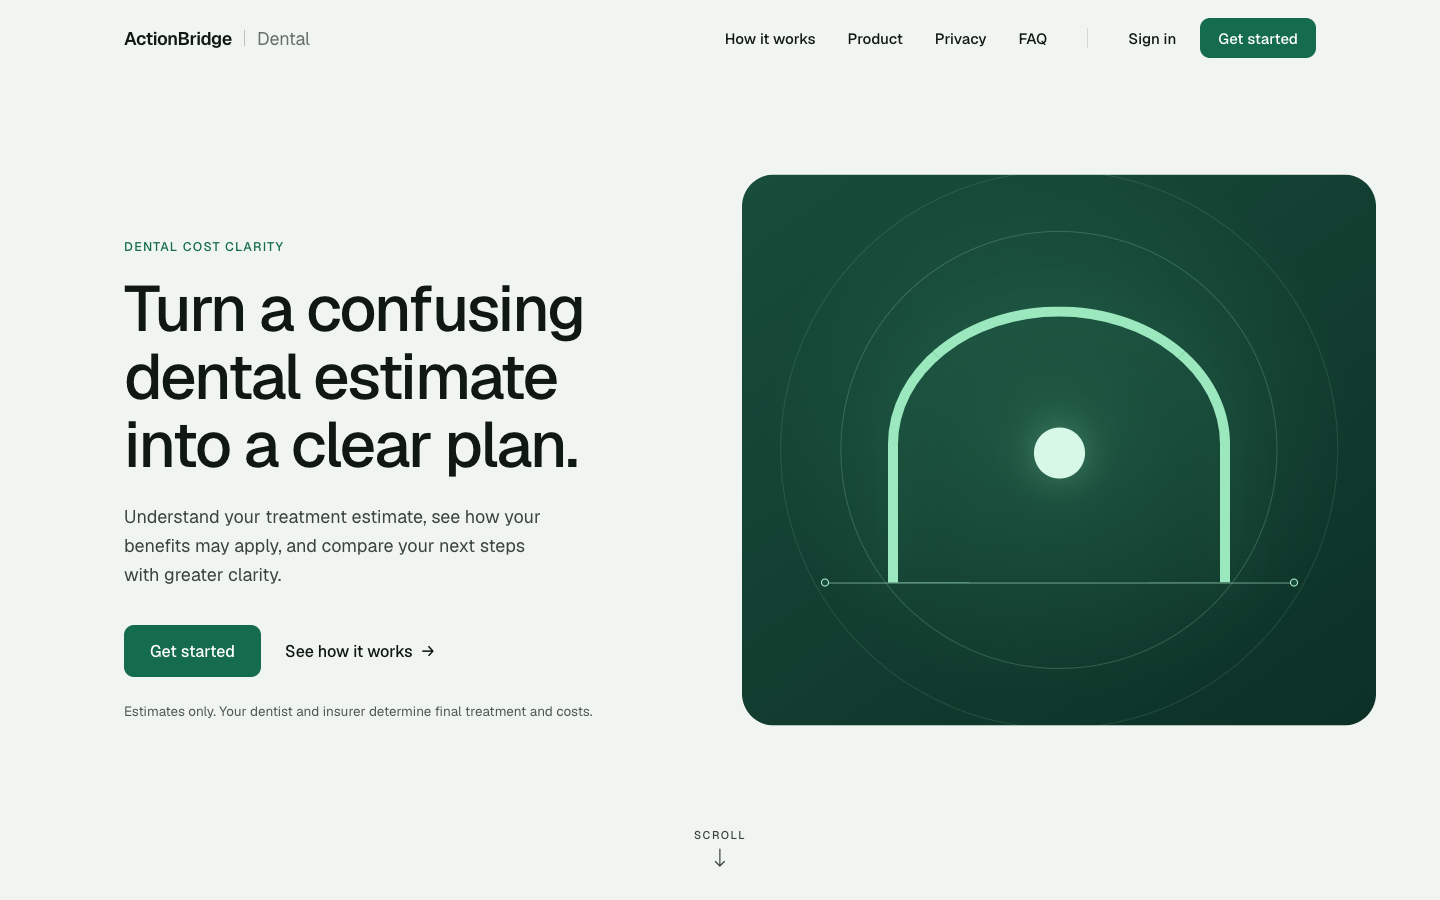 ActionBridge | Dental
How it works
Product
Privacy
FAQ
Sign in
Get started
DENTAL COST CLARITY
Turn a confusing
dental estimate
into a clear plan.
Understand your treatment estimate, see how your
benefits may apply, and compare your next steps
with greater clarity.
Get started
See how it works →
Estimates only. Your dentist and insurer determine final treatment and costs.
SCROLL